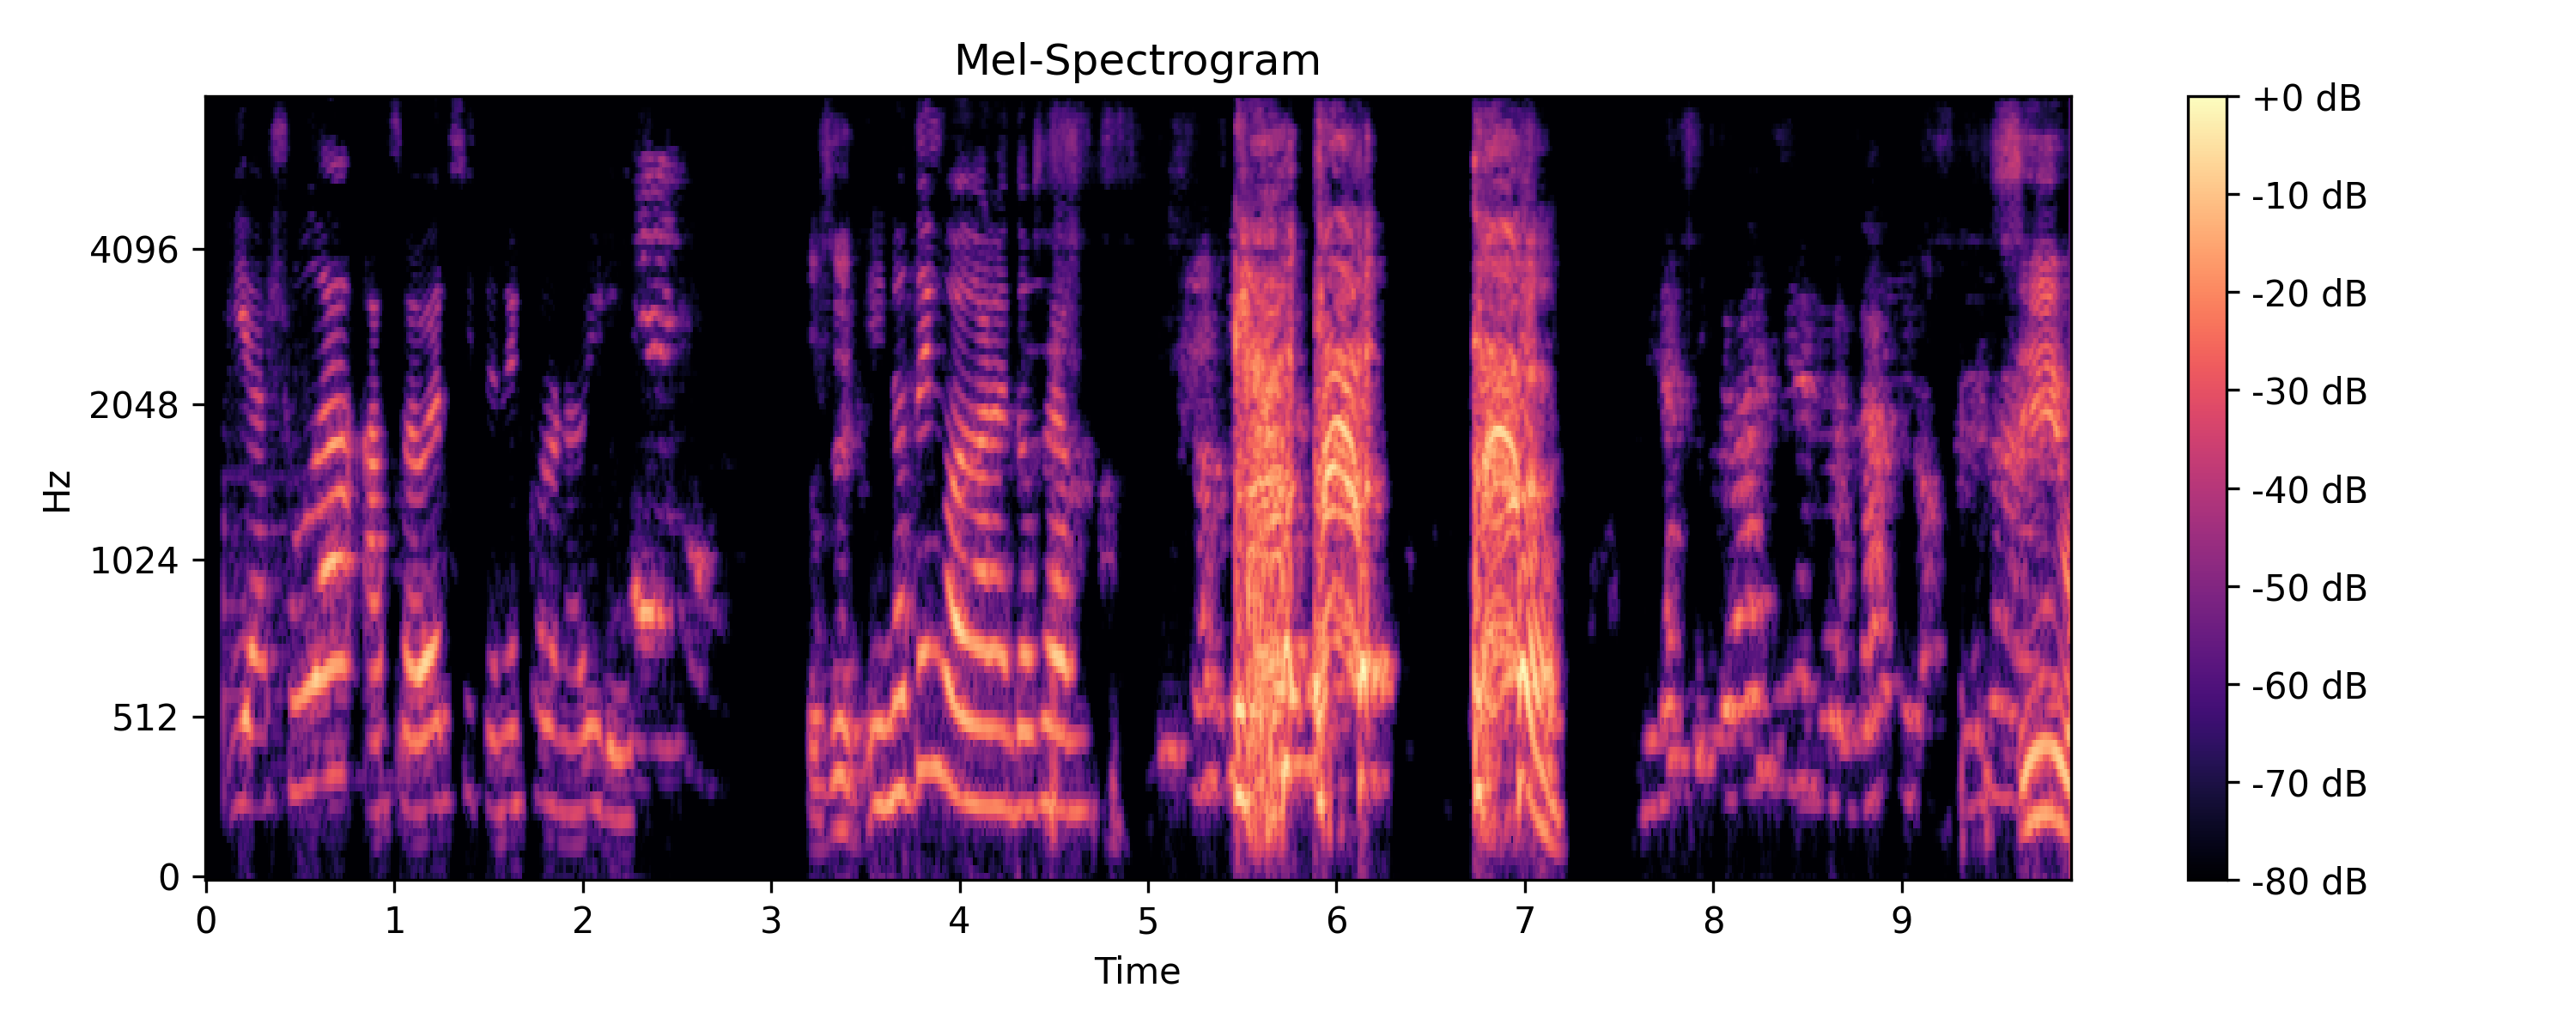 Mel-Spectrogram
+0 dB
-10 dB
-20 dB
-30 dB
-40 dB
-50 dB
-60 dB
-70 dB
-80 dB
Hz
4096
2048
1024
512
0
0 1 2 3 4 5 6 7 8 9
Time